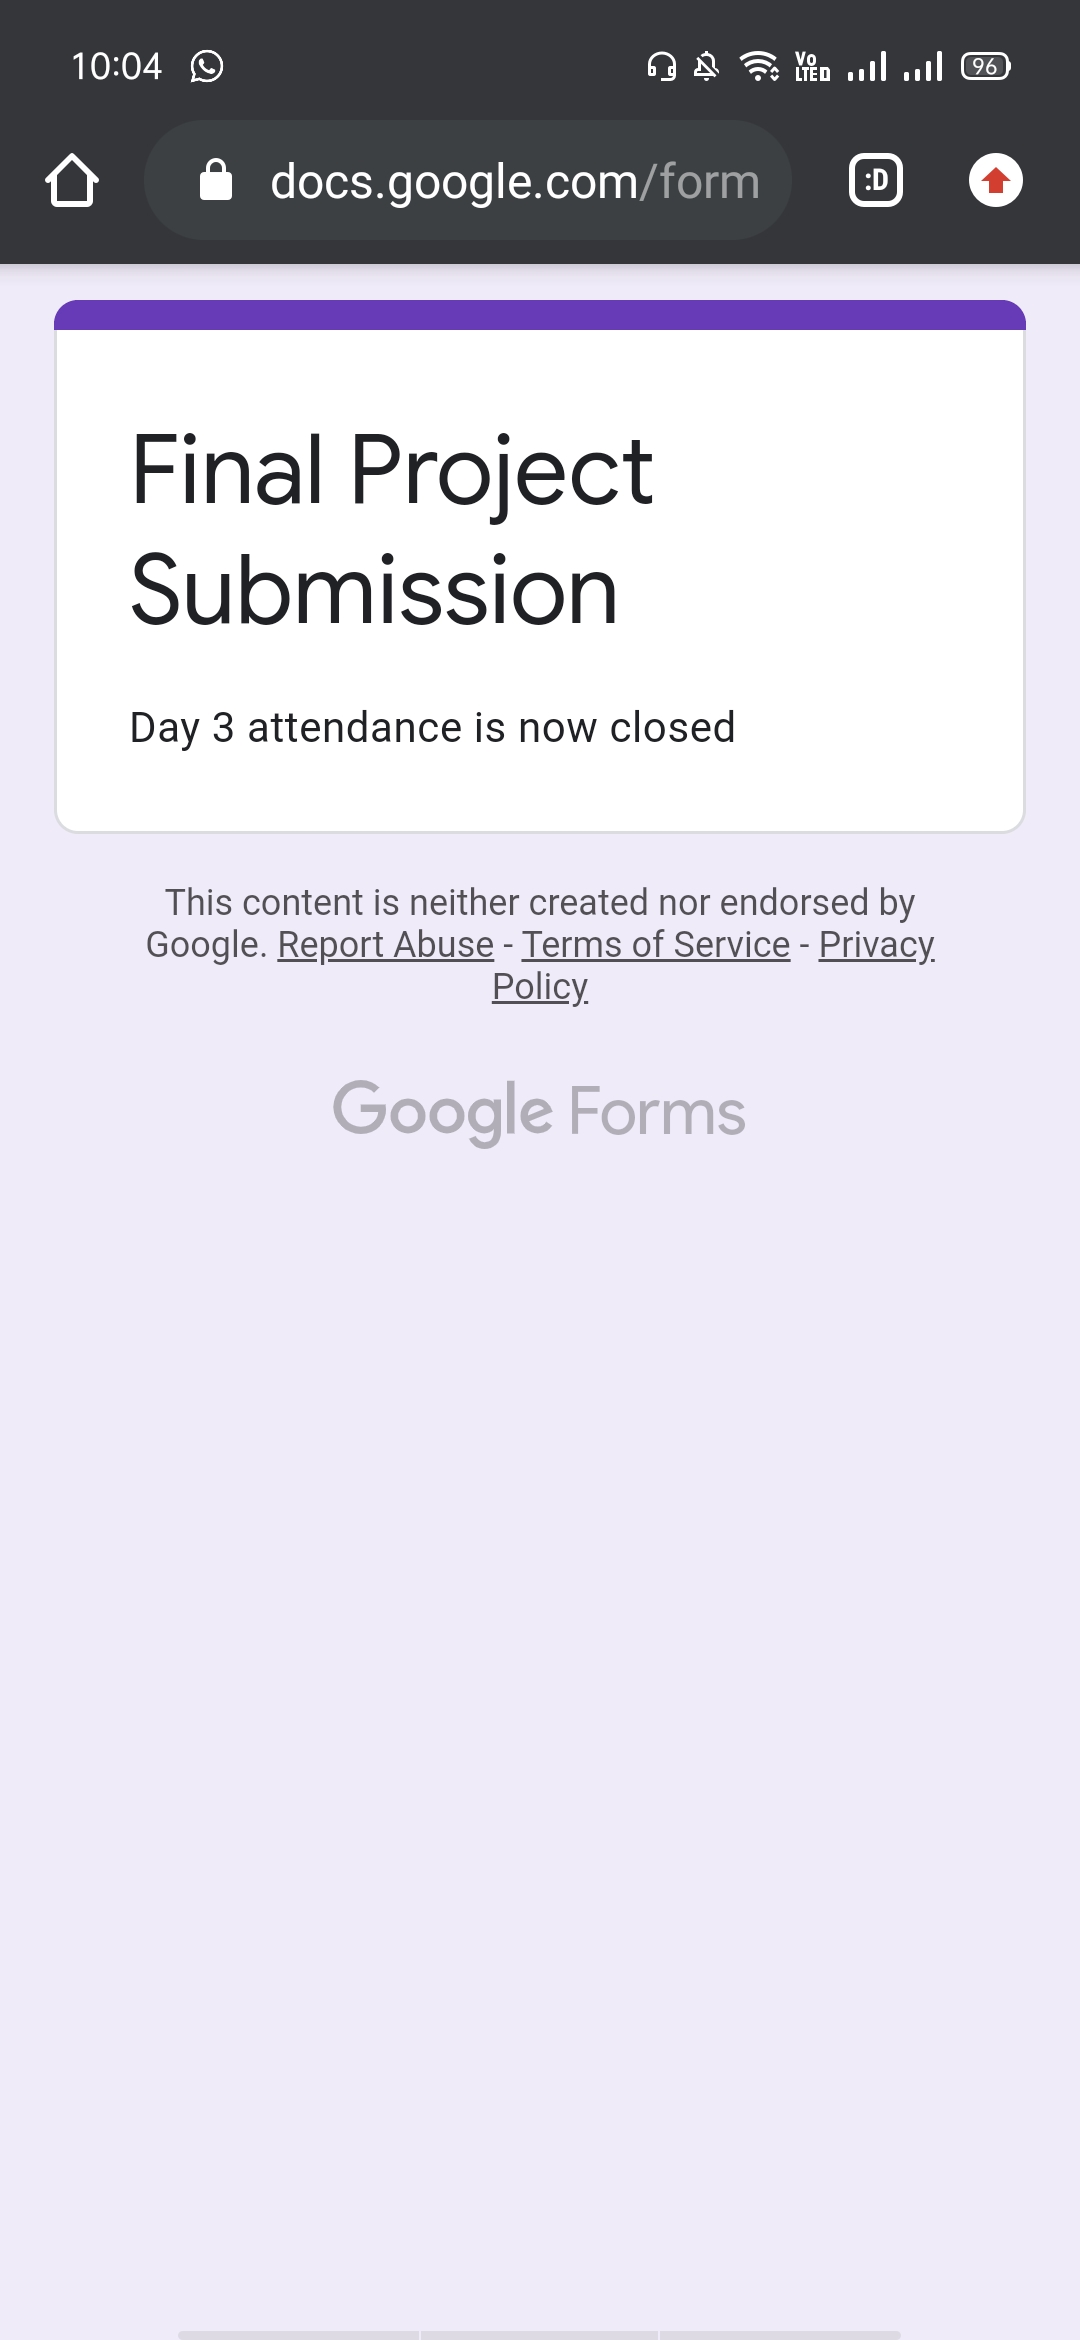 10:04
Vo
LTE D
96
docs.google.com/form
:D
Final Project
Submission
Day 3 attendance is now closed
This content is neither created nor endorsed by
Google. Report Abuse - Terms of Service - Privacy
Policy
Google Forms